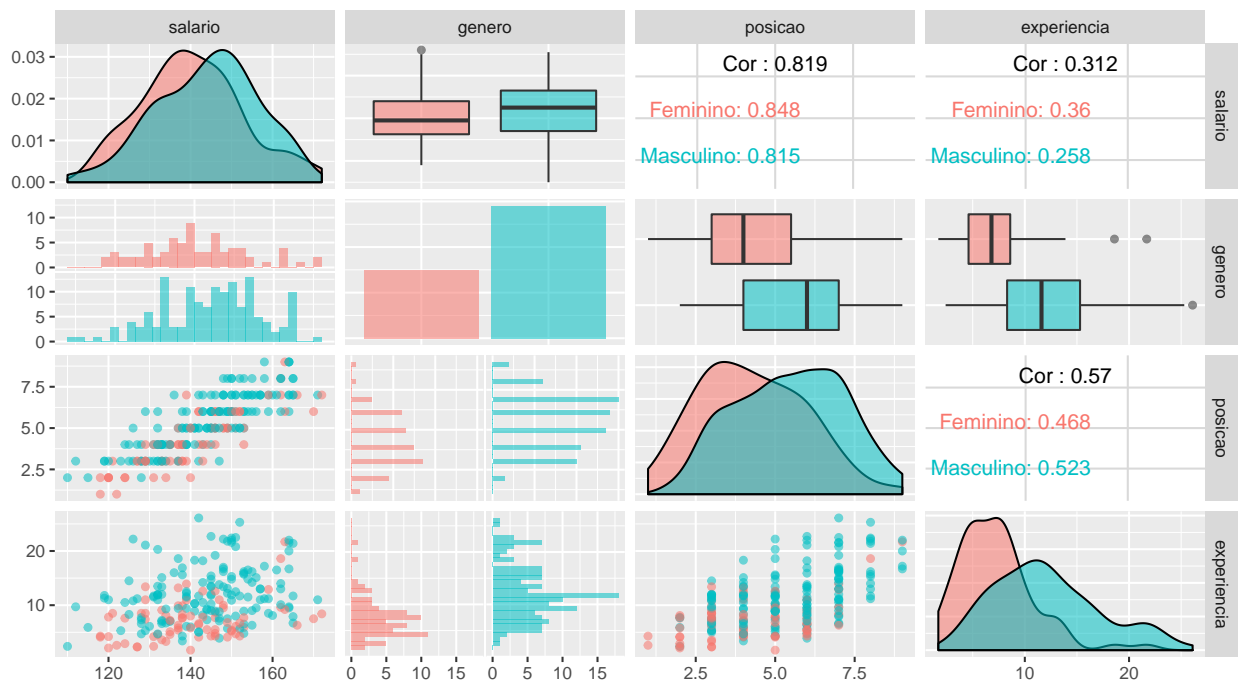 salario genero posicao experiencia
0.03
0.02
0.01
0.00
Cor : 0.819
Feminino: 0.848
Masculino: 0.815
Cor : 0.312
Feminino: 0.36
Masculino: 0.258
salario
10
5
0
10
5
0
genero
7.5
5.0
2.5
Cor : 0.57
Feminino: 0.468
Masculino: 0.523
posicao
20
10
experiencia
120 140 160 0 5 10 15 0 5 10 15 2.5 5.0 7.5 10 20